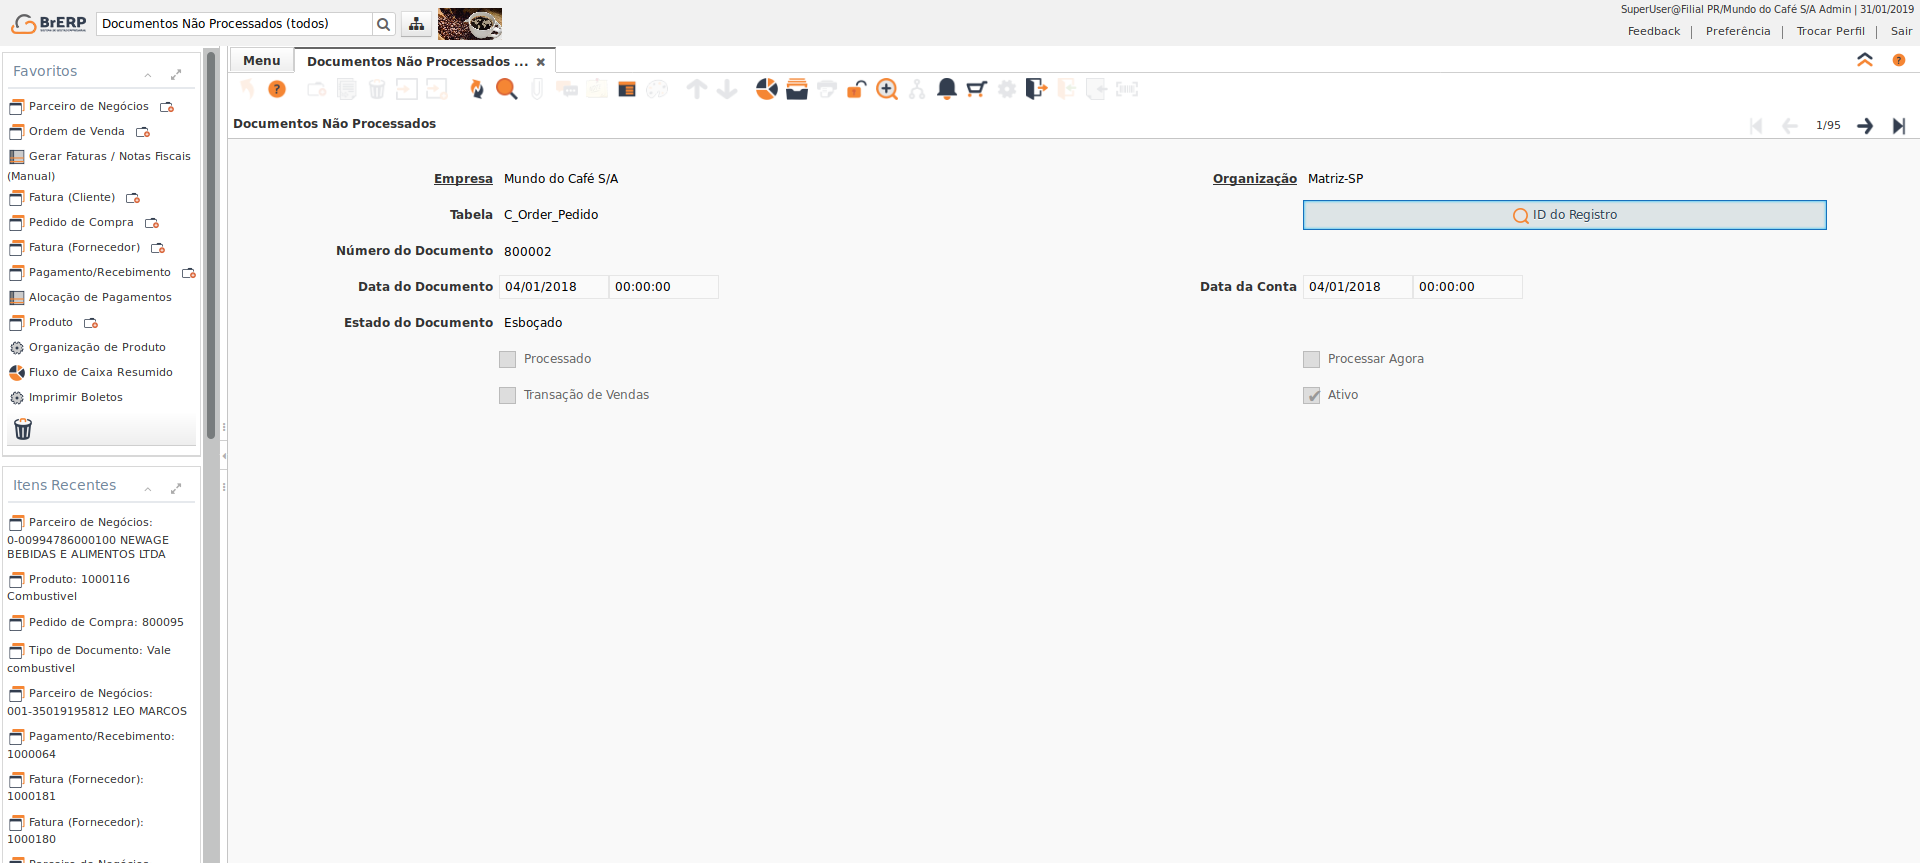 BrERP
Documentos Não Processados (todos)
SuperUser@Filial PR/Mundo do Café S/A Admin | 31/01/2019
Feedback | Preferência | Trocar Perfil | Sair
Favoritos
Parceiro de Negócios
Ordem de Venda
Gerar Faturas / Notas Fiscais
(Manual)
Fatura (Cliente)
Pedido de Compra
Fatura (Fornecedor)
Pagamento/Recebimento
Alocação de Pagamentos
Produto
Organização de Produto
Fluxo de Caixa Resumido
Imprimir Boletos
Itens Recentes
Parceiro de Negócios:
0-00994786000100 NEWAGE
BEBIDAS E ALIMENTOS LTDA
Produto: 1000116
Combustivel
Pedido de Compra: 800095
Tipo de Documento: Vale
combustivel
Parceiro de Negócios:
001-35019195812 LEO MARCOS
Pagamento/Recebimento:
1000064
Fatura (Fornecedor):
1000181
Fatura (Fornecedor):
1000180
Parceiro de Negócios
Menu
Documentos Não Processados ...
Documentos Não Processados
1/95
Empresa Mundo do Café S/A
Organização Matriz-SP
Tabela C_Order_Pedido
ID do Registro
Número do Documento 800002
Data do Documento 04/01/2018 00:00:00
Data da Conta 04/01/2018 00:00:00
Estado do Documento Esboçado
Processado
Processar Agora
Transação de Vendas
Ativo